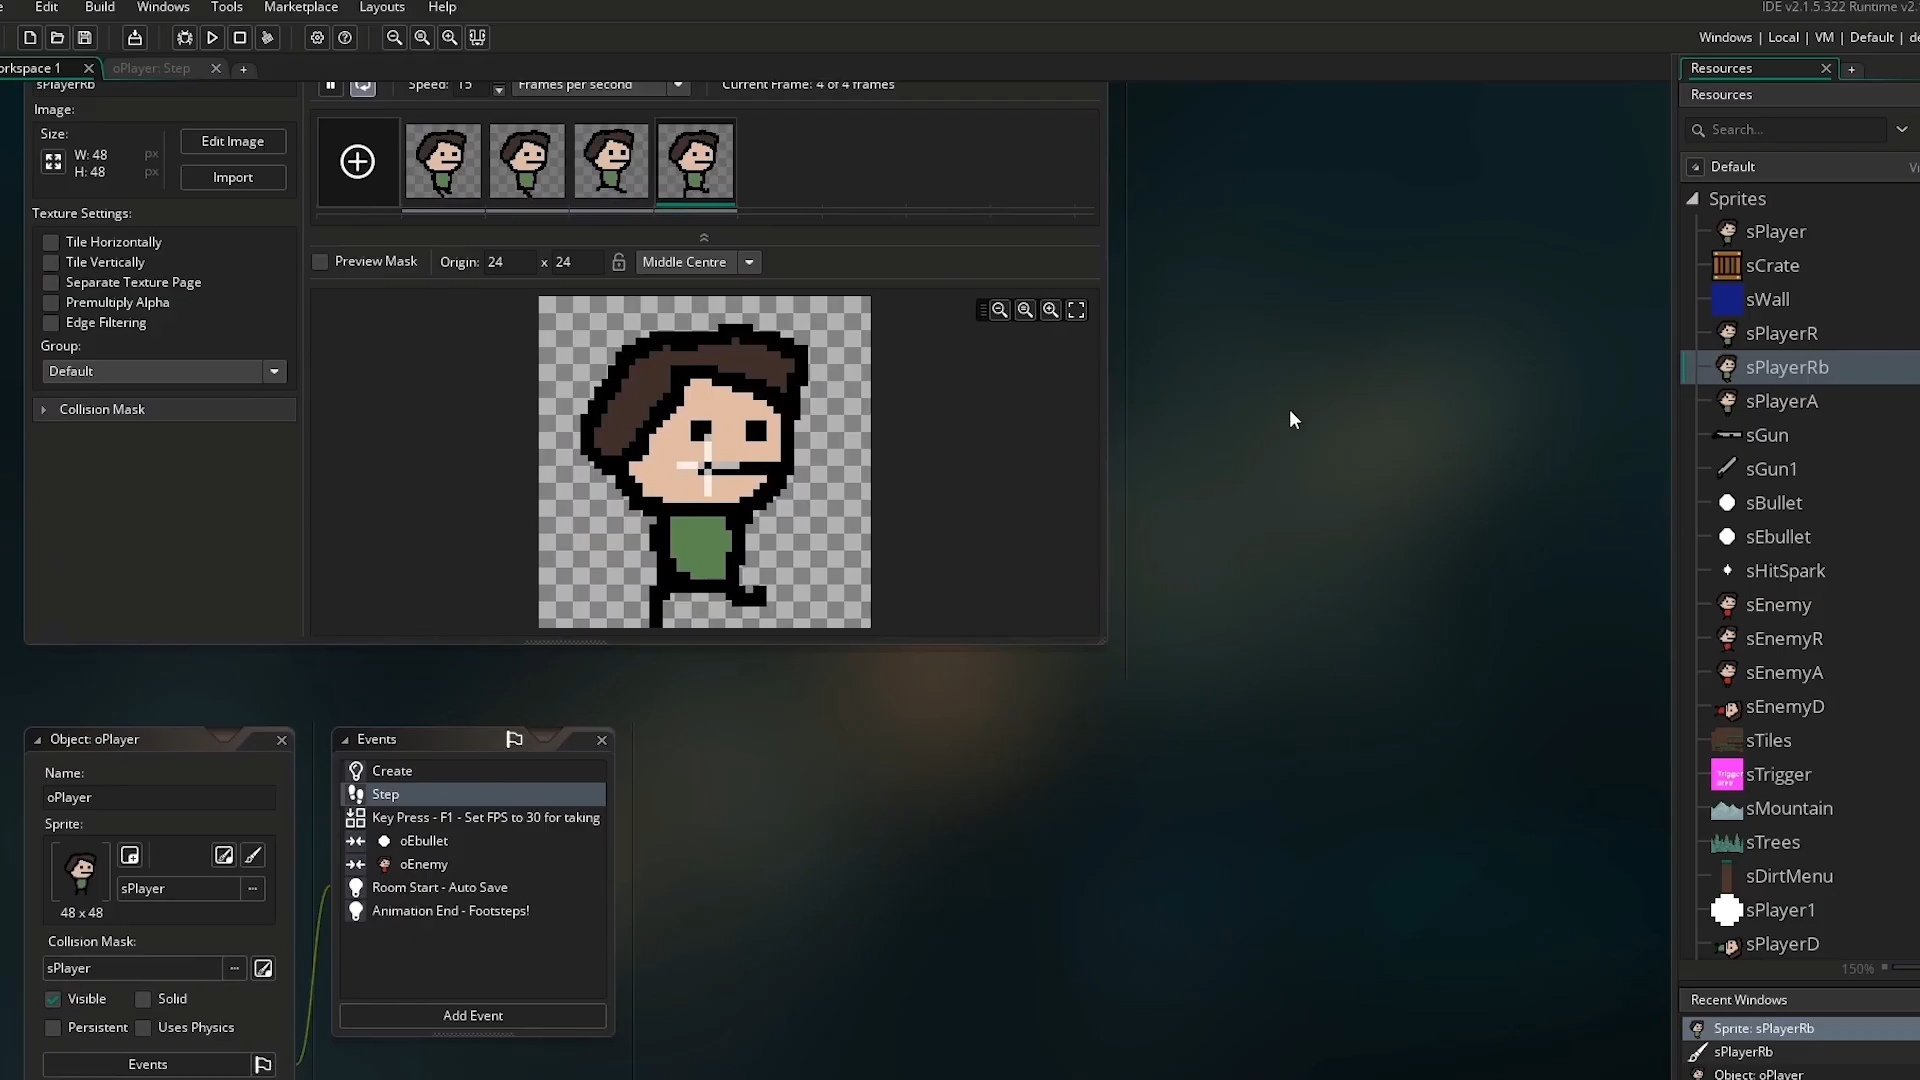 Edit Build Windows Tools Marketplace Layouts Help
IDE v2.1.5.322 Runtime v2.
Windows | Local | VM | Default |
orkspace 1
oPlayer: Step
Resources
sPlayerRb
Speed: 15 Frames per second Current Frame: 4 of 4 frames
Resources
Image:
Size:
W: 48 px
H: 48 px
Edit Image
Import
Search...
Default
Texture Settings:
Tile Horizontally
Tile Vertically
Separate Texture Page
Premultiply Alpha
Edge Filtering
Group:
Default
Collision Mask
Preview Mask Origin: 24 x 24 Middle Centre
Sprites
sPlayer
sCrate
sWall
sPlayerR
sPlayerRb
sPlayerA
sGun
sGun1
sBullet
sEbullet
sHitSpark
sEnemy
sEnemyR
sEnemyA
sEnemyD
sTiles
Trigger
sTrigger
sMountain
sTrees
sDirtMenu
sPlayer1
sPlayerD
150%
Recent Windows
Sprite: sPlayerRb
sPlayerRb
Object: oPlayer
Object: oPlayer
Name:
oPlayer
Sprite:
sPlayer ...
48 x 48
Collision Mask:
sPlayer ...
Visible Solid
Persistent Uses Physics
Events
Events
Create
Step
Key Press - F1 - Set FPS to 30 for taking
oEbullet
oEnemy
Room Start - Auto Save
Animation End - Footsteps!
Add Event